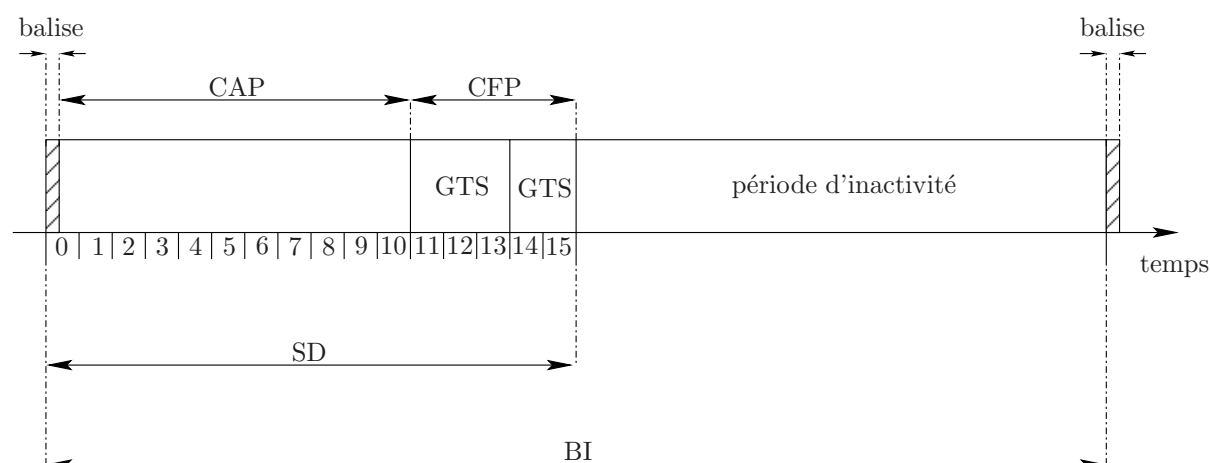 balise balise
CAP CFP
GTS GTS période d'inactivité
0 1 2 3 4 5 6 7 8 9 10 11 12 13 14 15
temps
SD
BI